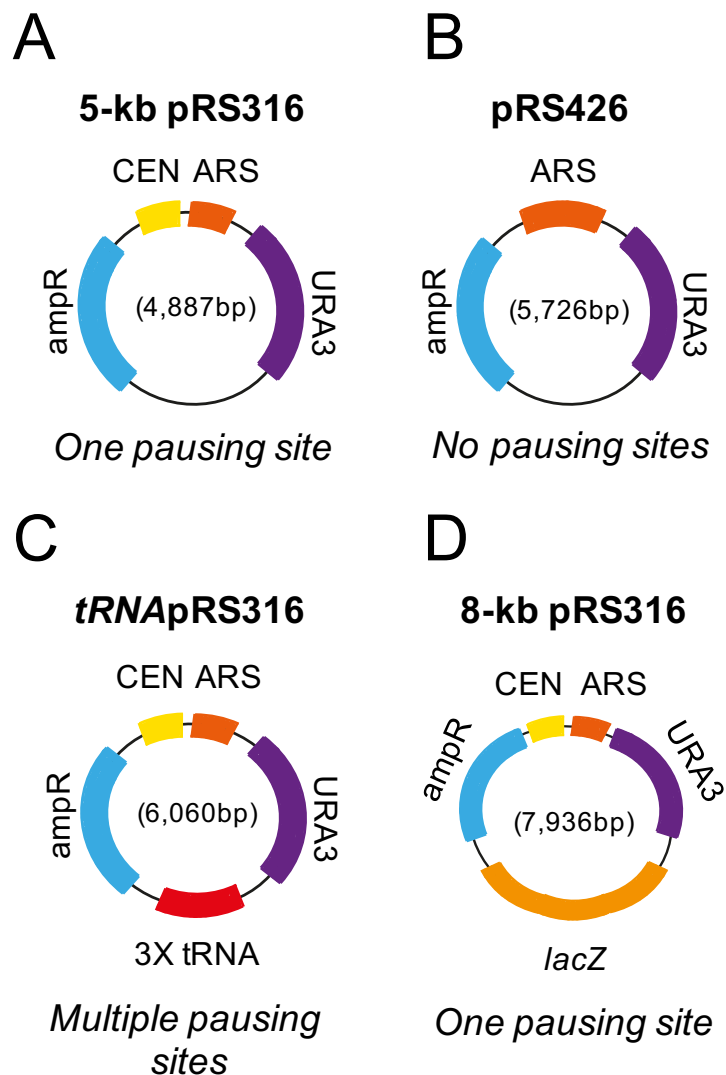 A
5-kb pRS316
CEN ARS
ampR
(4,887bp)
URA3
One pausing site
B
pRS426
ARS
ampR
(5,726bp)
URA3
No pausing sites
C
tRNApRS316
CEN ARS
ampR
(6,060bp)
URA3
3X tRNA
Multiple pausing
sites
D
8-kb pRS316
CEN ARS
ampR
(7,936bp)
URA3
lacZ
One pausing site